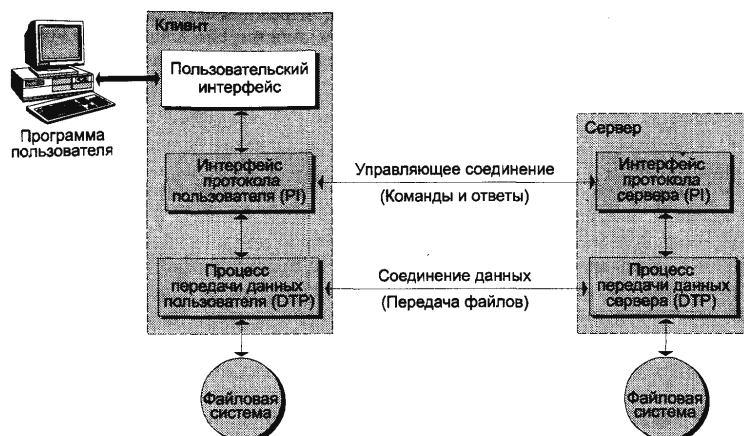 Клиент
Пользовательский
интерфейс
Программа
пользователя
Сервер
Интерфейс
протокола
пользователя (PI)
Управляющее соединение
(Команды и ответы)
Интерфейс
протокола
сервера (PI)
Процесс
передачи данных
пользователя (DTP)
Соединение данных
(Передача файлов)
Процесс
передачи данных
сервера (DTP)
Файловая
система
Файловая
система